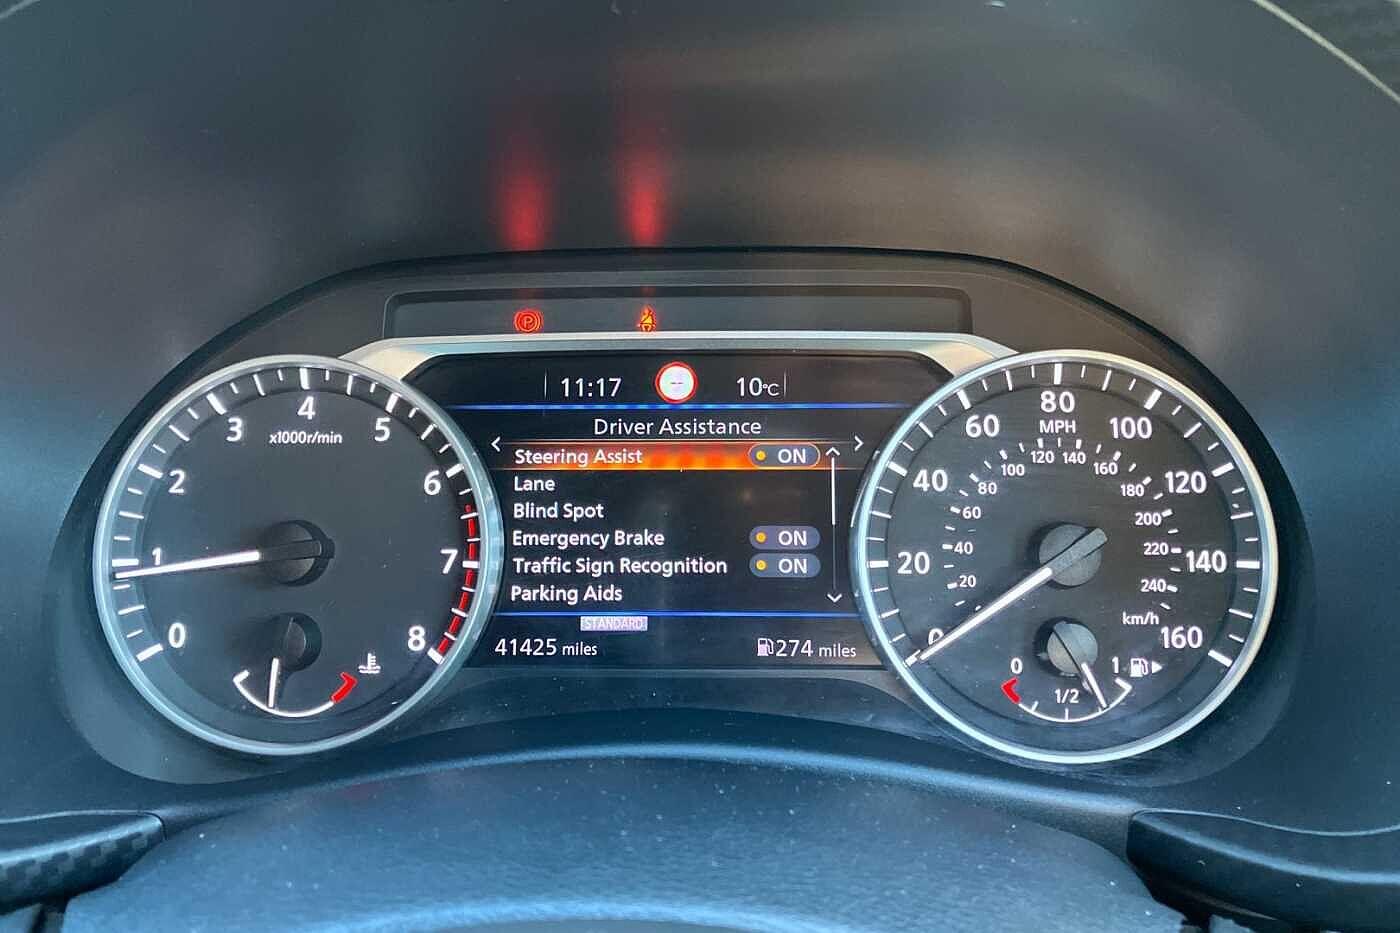 P
11:17 -- 10°C
Driver Assistance
Steering Assist ON
Lane
Blind Spot
Emergency Brake ON
Traffic Sign Recognition ON
Parking Aids
STANDARD
41425 miles 274 miles
0 1 2 3 4 5 6 7 8
x1000r/min
0 20 40 60 80 100 120 140 160
MPH
20 40 60 80 100 120 140 160 180 200 220 240
km/h
0 1/2 1